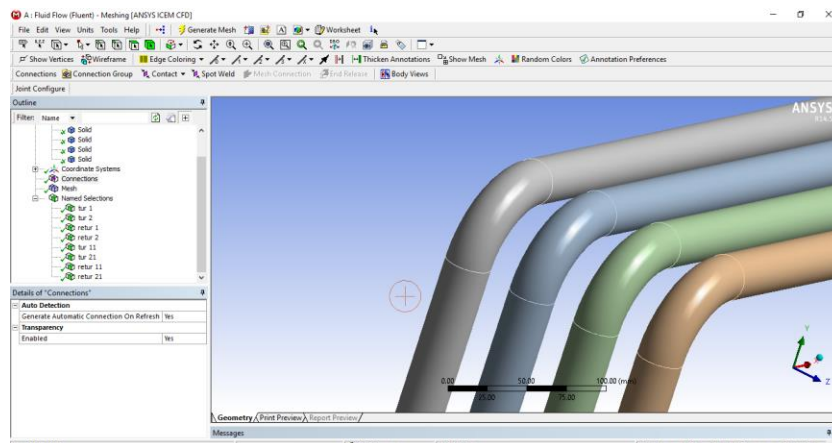 A : Fluid Flow (Fluent) - Meshing [ANSYS ICEM CFD]
File Edit View Units Tools Help Generate Mesh Worksheet
Show Vertices Wireframe Edge Coloring Thicken Annotations Show Mesh Random Colors Annotation Preferences
Connections Connection Group Contact Spot Weld Mesh Connection End Release Body Views
Joint Configure
Outline
Filter: Name
Solid
Solid
Solid
Solid
Coordinate Systems
Connections
Mesh
Named Selections
tur 1
tur 2
retur 1
retur 2
tur 11
tur 21
retur 11
retur 21
Details of "Connections"
Auto Detection
Generate Automatic Connection On Refresh Yes
Transparency
Enabled Yes
ANSYS
0.00 50.00 100.00 (mm)
25.00 75.00
Y
Z
Geometry Print Preview Report Preview
Messages